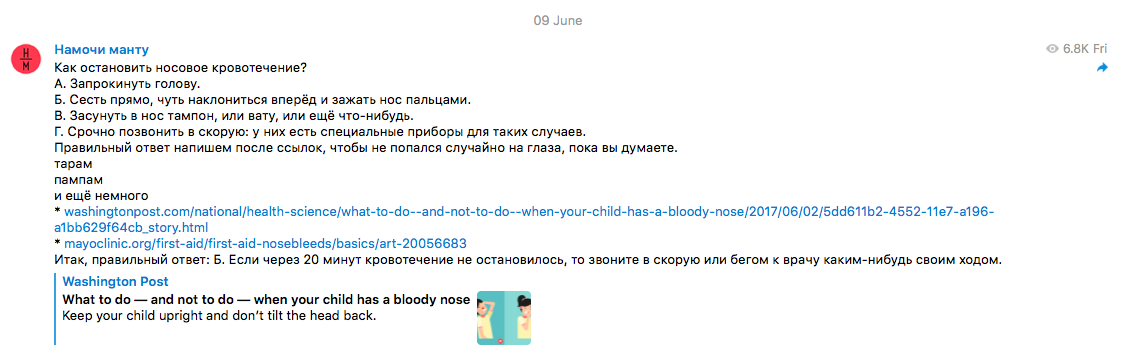 09 June
Намочи манту
6.8K Fri
Н
М
Как остановить носовое кровотечение?
А. Запрокинуть голову.
Б. Сесть прямо, чуть наклониться вперёд и зажать нос пальцами.
В. Засунуть в нос тампон, или вату, или ещё что-нибудь.
Г. Срочно позвонить в скорую: у них есть специальные приборы для таких случаев.
Правильный ответ напишем после ссылок, чтобы не попался случайно на глаза, пока вы думаете.
тарам
пампам
и ещё немного
* washingtonpost.com/national/health-science/what-to-do--and-not-to-do--when-your-child-has-a-bloody-nose/2017/06/02/5dd611b2-4552-11e7-a196-
a1bb629f64cb_story.html
* mayoclinic.org/first-aid/first-aid-nosebleeds/basics/art-20056683
Итак, правильный ответ: Б. Если через 20 минут кровотечение не остановилось, то звоните в скорую или бегом к врачу каким-нибудь своим ходом.
Washington Post
What to do — and not to do — when your child has a bloody nose
Keep your child upright and don’t tilt the head back.